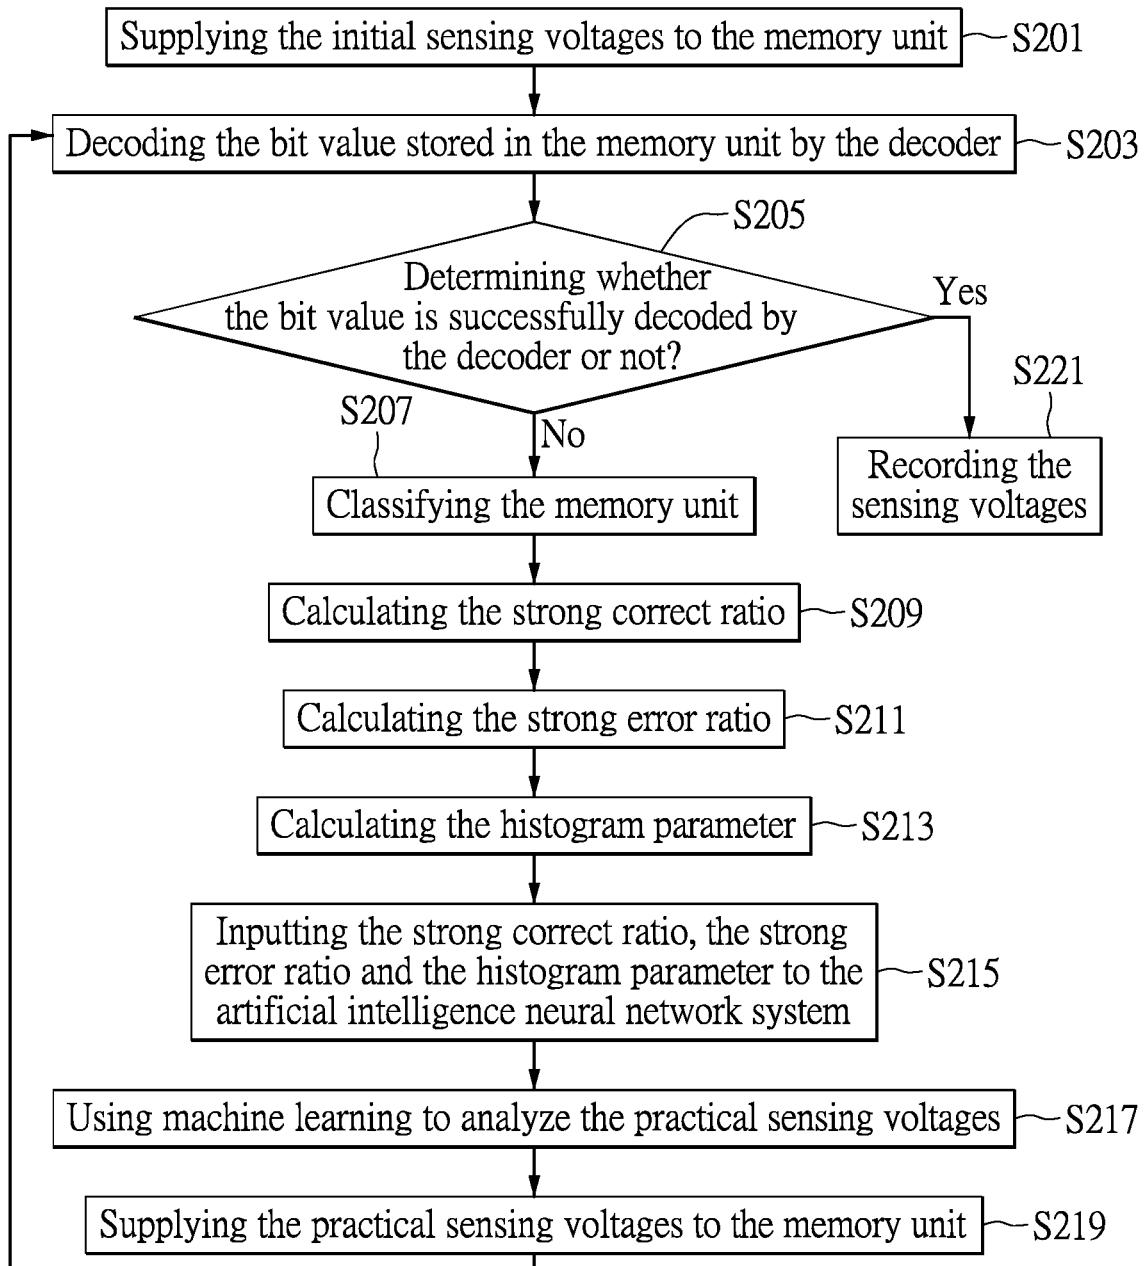 Supplying the initial sensing voltages to the memory unit
S201
Decoding the bit value stored in the memory unit by the decoder
S203
S205
Determining whether
the bit value is successfully decoded by
the decoder or not?
Yes
S221
Recording the
sensing voltages
No
S207
Classifying the memory unit
Calculating the strong correct ratio
S209
Calculating the strong error ratio
S211
Calculating the histogram parameter
S213
Inputting the strong correct ratio, the strong
error ratio and the histogram parameter to the
artificial intelligence neural network system
S215
Using machine learning to analyze the practical sensing voltages
S217
Supplying the practical sensing voltages to the memory unit
S219